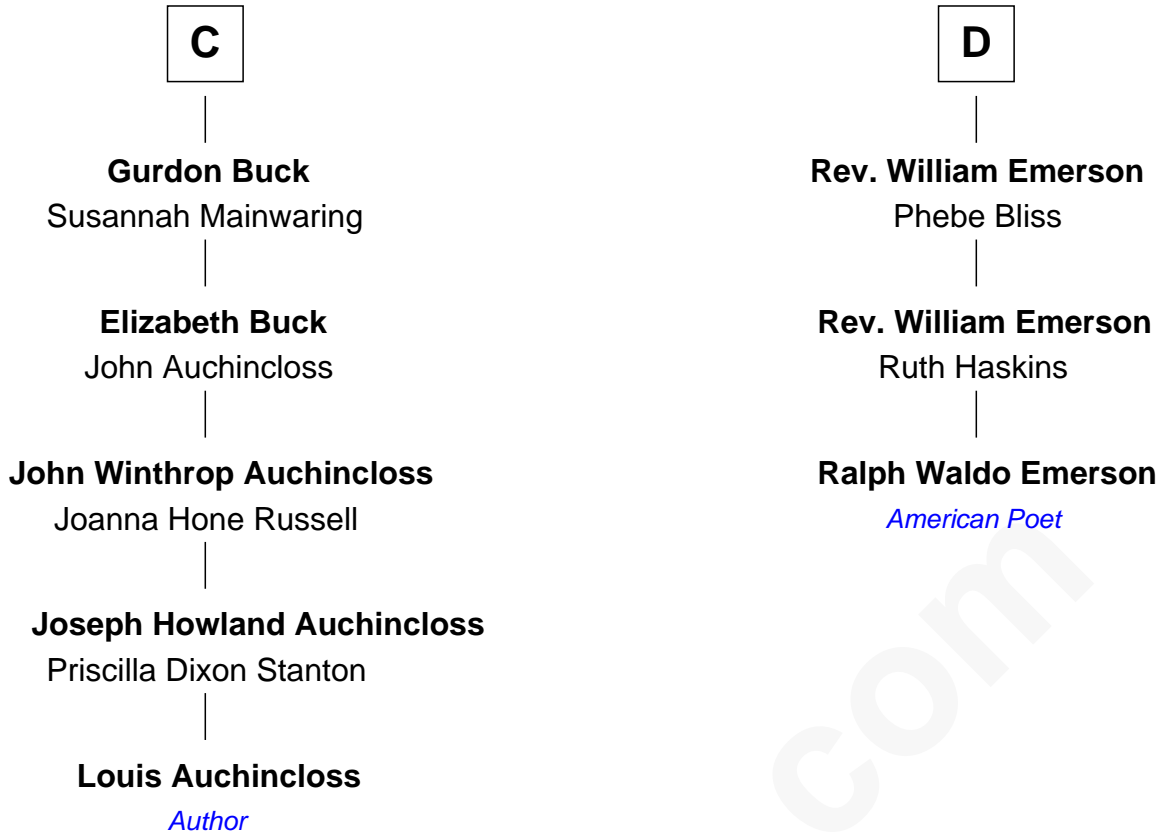 C
Gurdon Buck
Susannah Mainwaring
Elizabeth Buck
John Auchincloss
John Winthrop Auchincloss
Joanna Hone Russell
Joseph Howland Auchincloss
Priscilla Dixon Stanton
Louis Auchincloss
Author
D
Rev. William Emerson
Phebe Bliss
Rev. William Emerson
Ruth Haskins
Ralph Waldo Emerson
American Poet
com